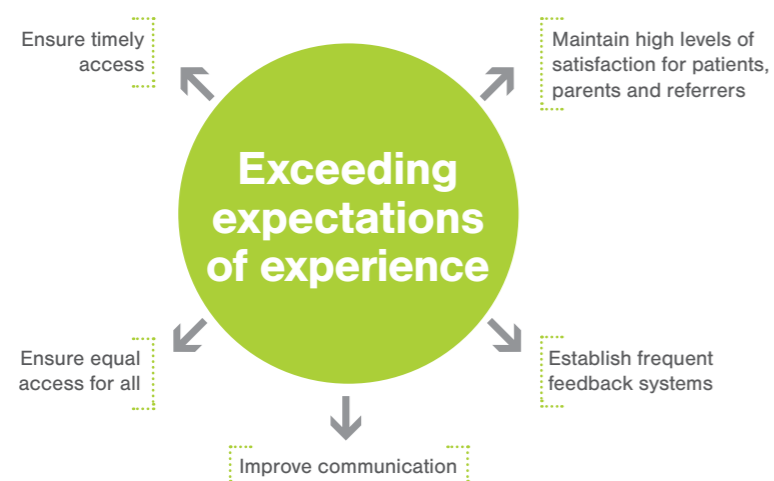 Ensure timely
access
Maintain high levels of
satisfaction for patients,
parents and referrers
Exceeding
expectations
of experience
Ensure equal
access for all
Establish frequent
feedback systems
Improve communication